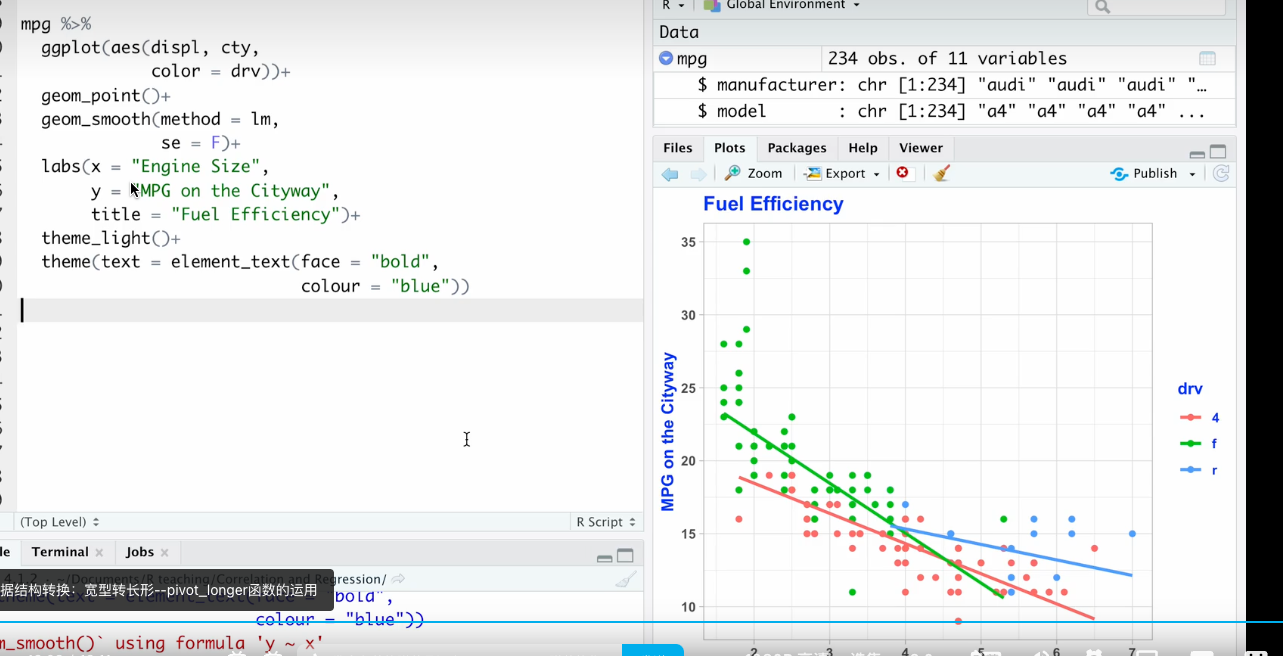 mpg %>%
ggplot(aes(displ, cty,
color = drv))+
geom_point()+
geom_smooth(method = lm,
se = F)+
labs(x = "Engine Size",
y = "MPG on the Cityway",
title = "Fuel Efficiency")+
theme_light()+
theme(text = element_text(face = "bold",
colour = "blue"))
(Top Level)
R Script
Terminal
Jobs
~/Documents/R teaching/Correlation and Regression/
据结构转换：宽型转长形--pivot_longer函数的运用
colour = "blue"))
using formula 'y ~ x'
R
Global Environment
Data
mpg
234 obs. of 11 variables
$ manufacturer: chr [1:234] "audi" "audi" "audi" "…
$ model : chr [1:234] "a4" "a4" "a4" "a4" ...
Files
Plots
Packages
Help
Viewer
Zoom
Export
Publish
Fuel Efficiency
35
30
25
20
15
10
MPG on the Cityway
drv
4
f
r
2
3
4
5
6
7